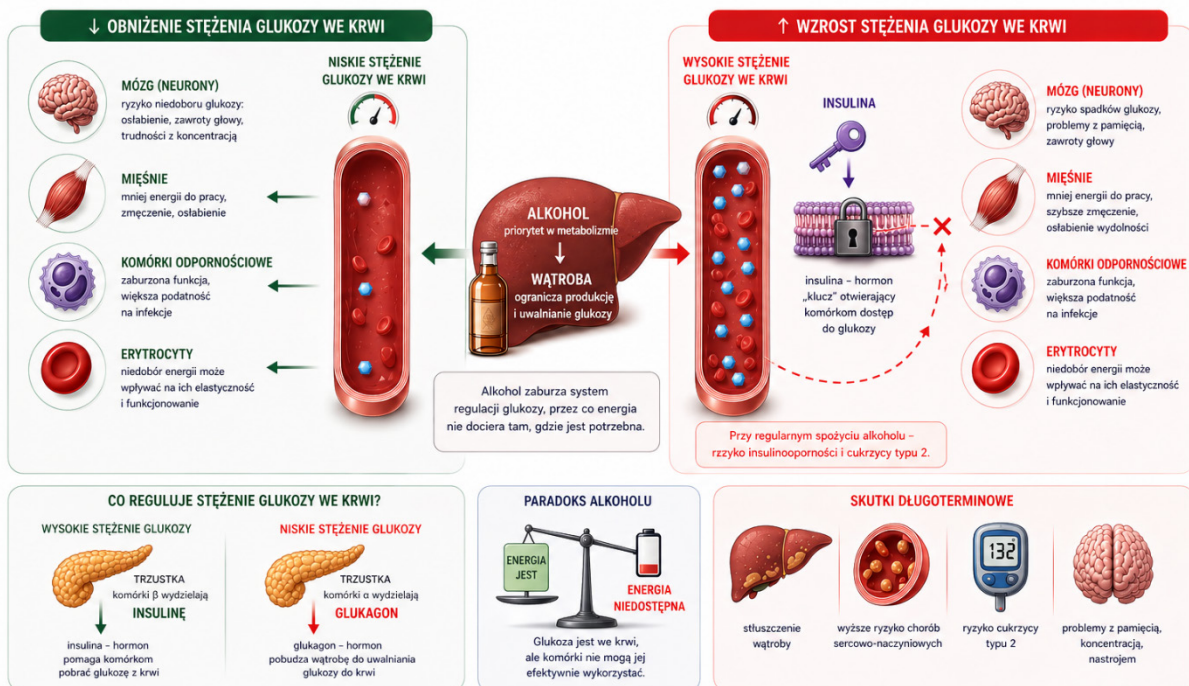 ↓ OBNIŻENIE STĘŻENIA GLUKOZY WE KRWI
NISKIE STĘŻENIE
GLUKOZY WE KRWI
MÓZG (NEURONY)
ryzyko niedoboru glukozy:
osłabienie, zawroty głowy,
trudności z koncentracją
MIĘŚNIE
mniej energii do pracy,
zmęczenie, osłabienie
KOMÓRKI ODPORNOŚCIOWE
zaburzona funkcja,
większa podatność
na infekcje
ERYTROCYTY
niedobór energii może
wpływać na ich elastyczność
i funkcjonowanie
ALKOHOL
priorytet w metabolizmie
WĄTROBA
ogranicza produkcję
i uwalnianie glukozy
Alkohol zaburza system
regulacji glukozy, przez co energia
nie dociera tam, gdzie jest potrzebna.
↑ WZROST STĘŻENIA GLUKOZY WE KRWI
WYSOKIE STĘŻENIE
GLUKOZY WE KRWI
INSULINA
insulina – hormon
„klucz” otwierający
komórkom dostęp
do glukozy
MÓZG (NEURONY)
ryzyko spadków glukozy,
problemy z pamięcią,
zawroty głowy
MIĘŚNIE
mniej energii do pracy,
szybsze zmęczenie,
osłabienie wydolności
KOMÓRKI ODPORNOŚCIOWE
zaburzona funkcja,
większa podatność
na infekcje
ERYTROCYTY
niedobór energii może
wpływać na ich elastyczność
i funkcjonowanie
Przy regularnym spożyciu alkoholu –
rzzyko insulinooporności i cukrzycy typu 2.
CO REGULUJE STĘŻENIE GLUKOZY WE KRWI?
WYSOKIE STĘŻENIE GLUKOZY
TRZUSTKA
komórki β wydzielają
INSULINĘ
insulina – hormon
pomaga komórkom
pobrać glukozę z krwi
NISKIE STĘŻENIE GLUKOZY
TRZUSTKA
komórki α wydzielają
GLUKAGON
glukagon – hormon
pobudza wątrobę do uwalniania
glukozy do krwi
PARADOKS ALKOHOLU
ENERGIA
JEST
ENERGIA
NIEDOSTĘPNA
Glukoza jest we krwi,
ale komórki nie mogą jej
efektywnie wykorzystać.
SKUTKI DŁUGOTERMINOWE
stłuszczenie
wątroby
wyższe ryzyko chorób
sercowo-naczyniowych
132
ryzyko cukrzycy
typu 2
problemy z pamięcią,
koncentracją,
nastrojem